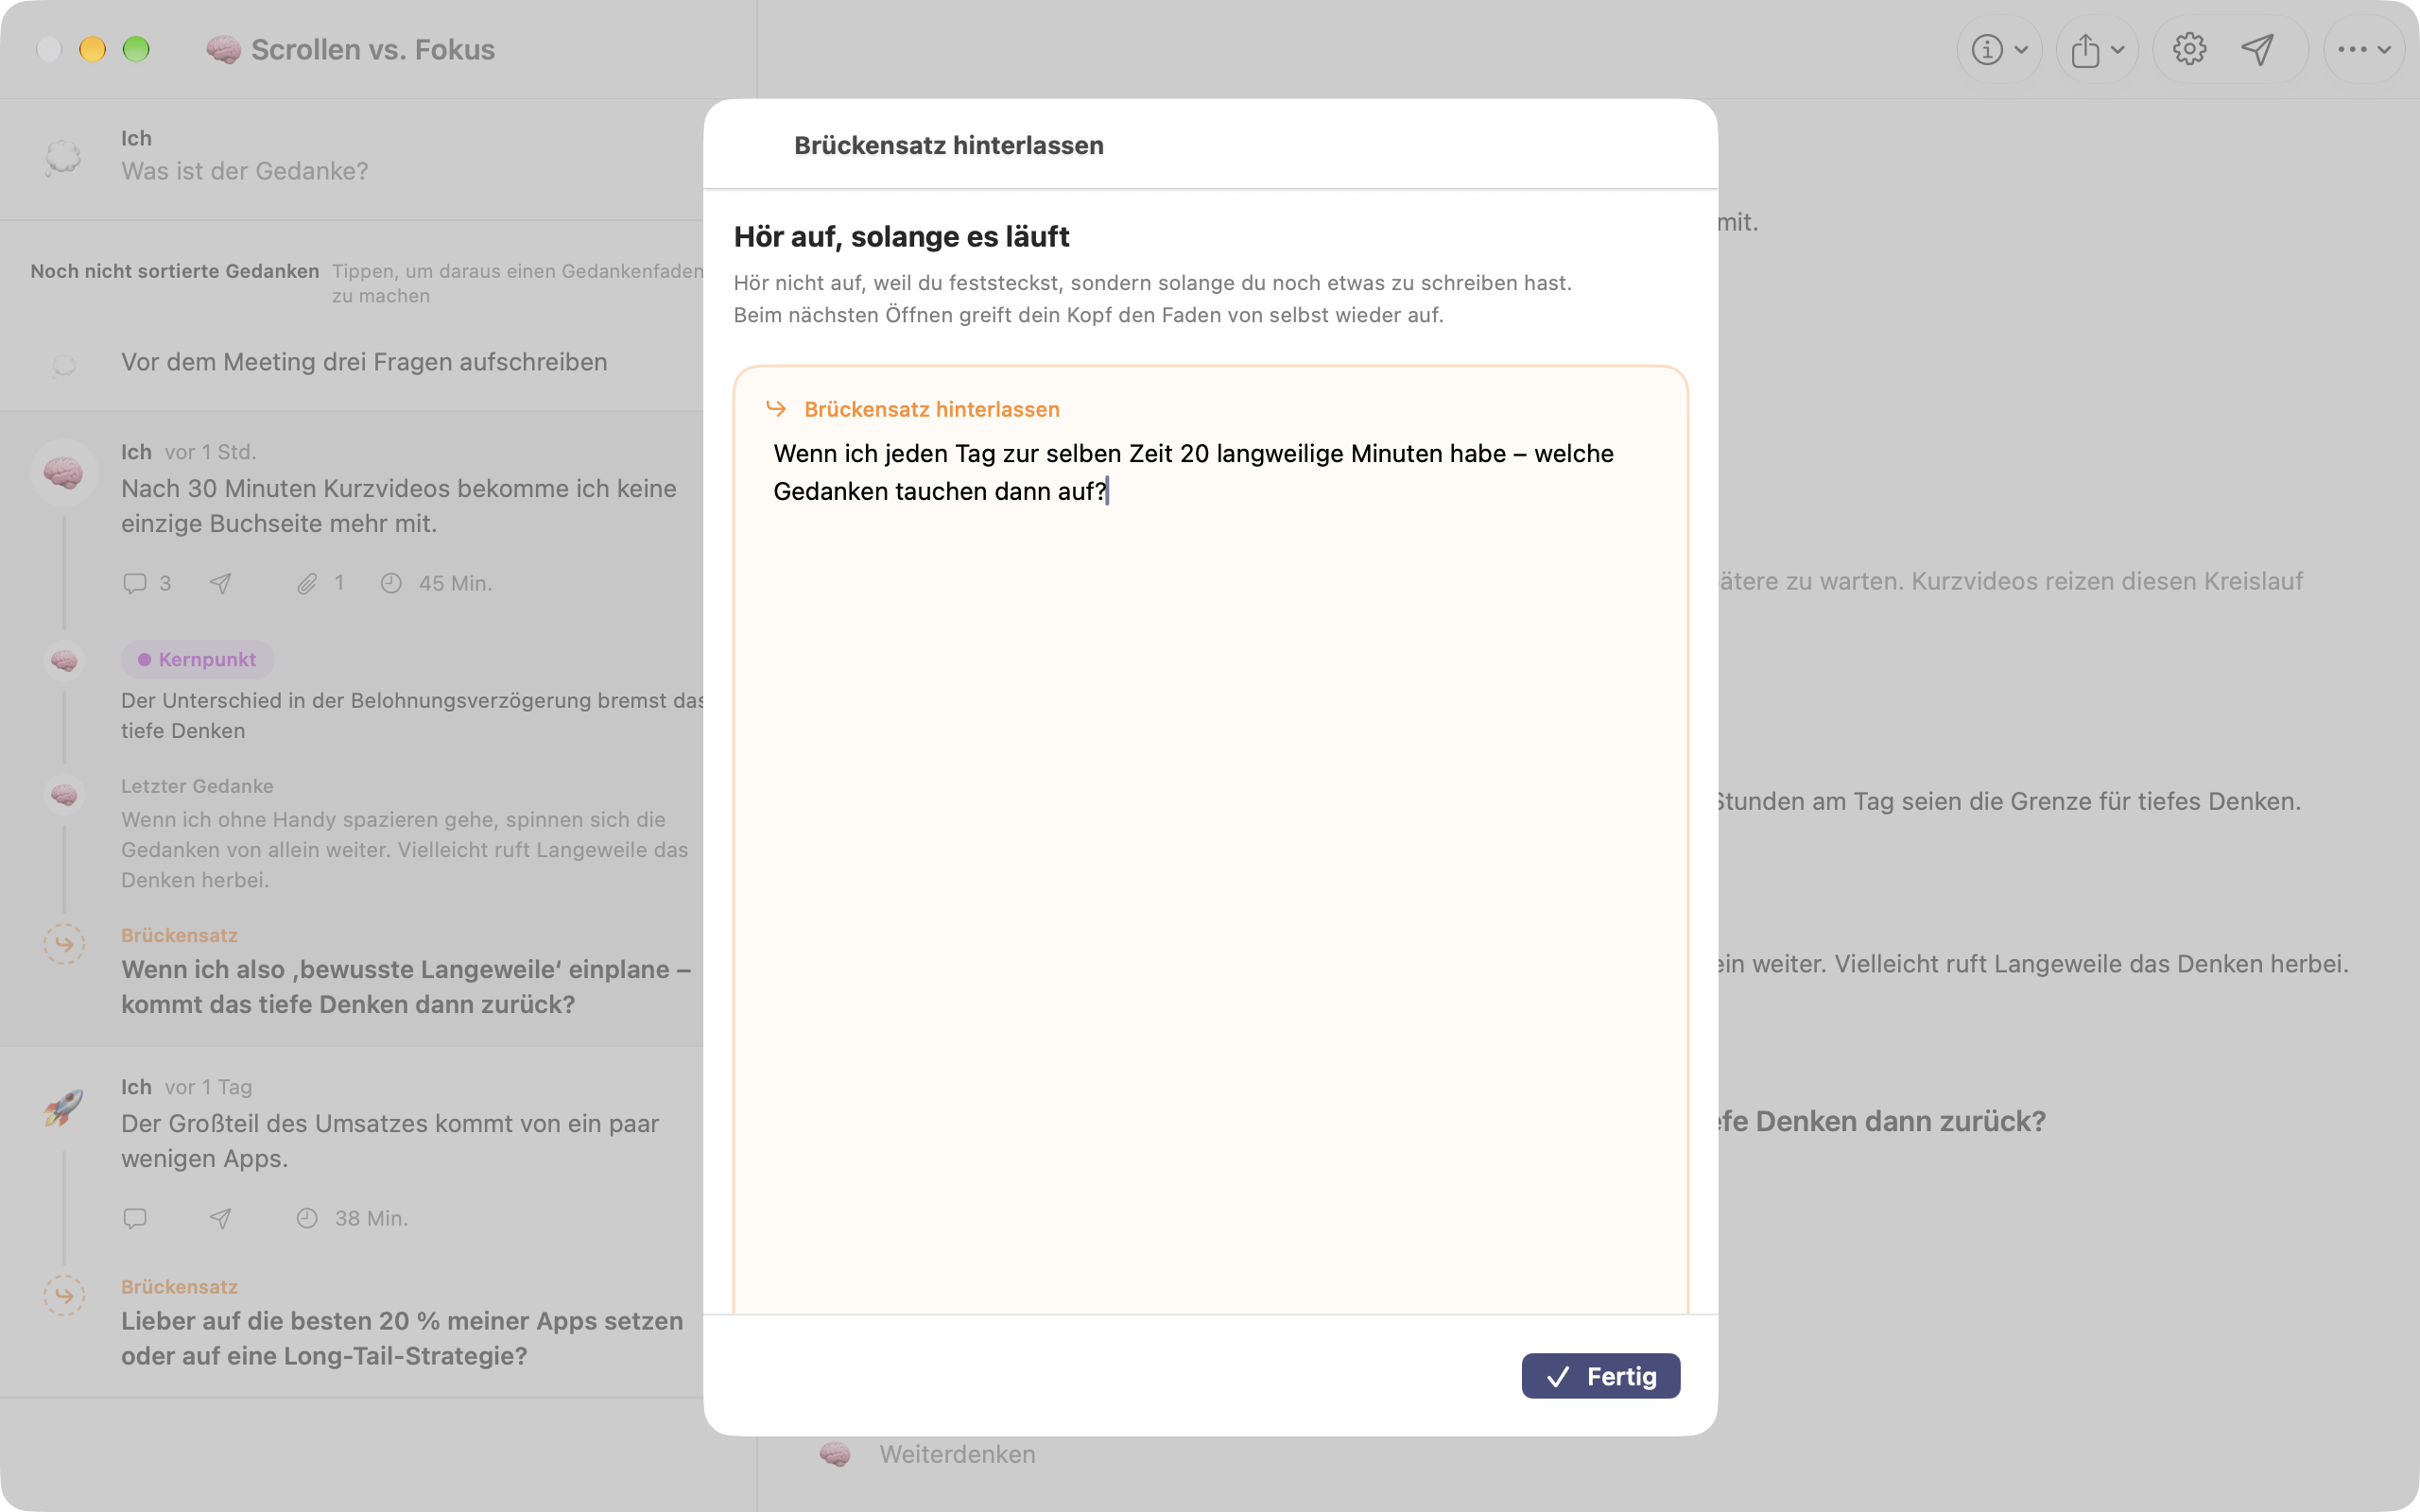 Scrollen vs. Fokus
Ich
Was ist der Gedanke?
Noch nicht sortierte Gedanken
Tippen, um daraus einen Gedankenfaden
zu machen
Vor dem Meeting drei Fragen aufschreiben
Ich vor 1 Std.
Nach 30 Minuten Kurzvideos bekomme ich keine
einzige Buchseite mehr mit.
3 1 45 Min.
Kernpunkt
Der Unterschied in der Belohnungsverzögerung bremst das
tiefe Denken
Letzter Gedanke
Wenn ich ohne Handy spazieren gehe, spinnen sich die
Gedanken von allein weiter. Vielleicht ruft Langeweile das
Denken herbei.
Brückensatz
Wenn ich also ‚bewusste Langeweile‘ einplane –
kommt das tiefe Denken dann zurück?
Ich vor 1 Tag
Der Großteil des Umsatzes kommt von ein paar
wenigen Apps.
38 Min.
Brückensatz
Lieber auf die besten 20 % meiner Apps setzen
oder auf eine Long-Tail-Strategie?
Brückensatz hinterlassen
Hör auf, solange es läuft
Hör nicht auf, weil du feststeckst, sondern solange du noch etwas zu schreiben hast.
Beim nächsten Öffnen greift dein Kopf den Faden von selbst wieder auf.
Brückensatz hinterlassen
Wenn ich jeden Tag zur selben Zeit 20 langweilige Minuten habe – welche
Gedanken tauchen dann auf?
Fertig
mit.
zu warten. Kurzvideos reizen diesen Kreislauf
Stunden am Tag seien die Grenze für tiefes Denken.
weiter. Vielleicht ruft Langeweile das Denken herbei.
Denken dann zurück?
Weiterdenken